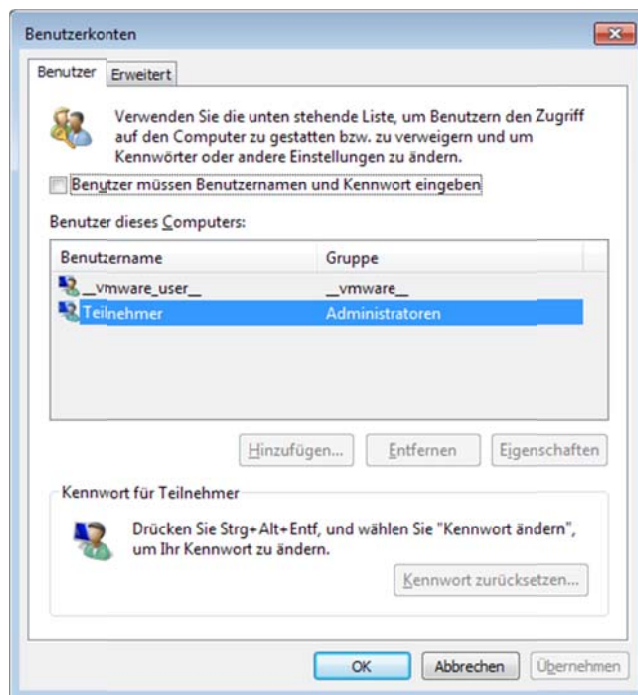 Benutzerkonten
Benutzer Erweitert
Verwenden Sie die unten stehende Liste, um Benutzern den Zugriff
auf den Computer zu gestatten bzw. zu verweigern und um
Kennwörter oder andere Einstellungen zu ändern.
Benutzer müssen Benutzernamen und Kennwort eingeben
Benutzer dieses Computers:
Benutzername Gruppe
__vmware_user__ __vmware__
Teilnehmer Administratoren
Hinzufügen... Entfernen Eigenschaften
Kennwort für Teilnehmer
Drücken Sie Strg+Alt+Entf, und wählen Sie "Kennwort ändern",
um Ihr Kennwort zu ändern.
Kennwort zurücksetzen...
OK Abbrechen Übernehmen